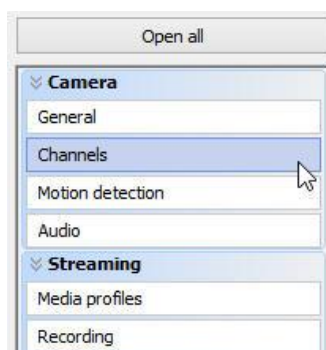 Open all
Camera
General
Channels
Motion detection
Audio
Streaming
Media profiles
Recording